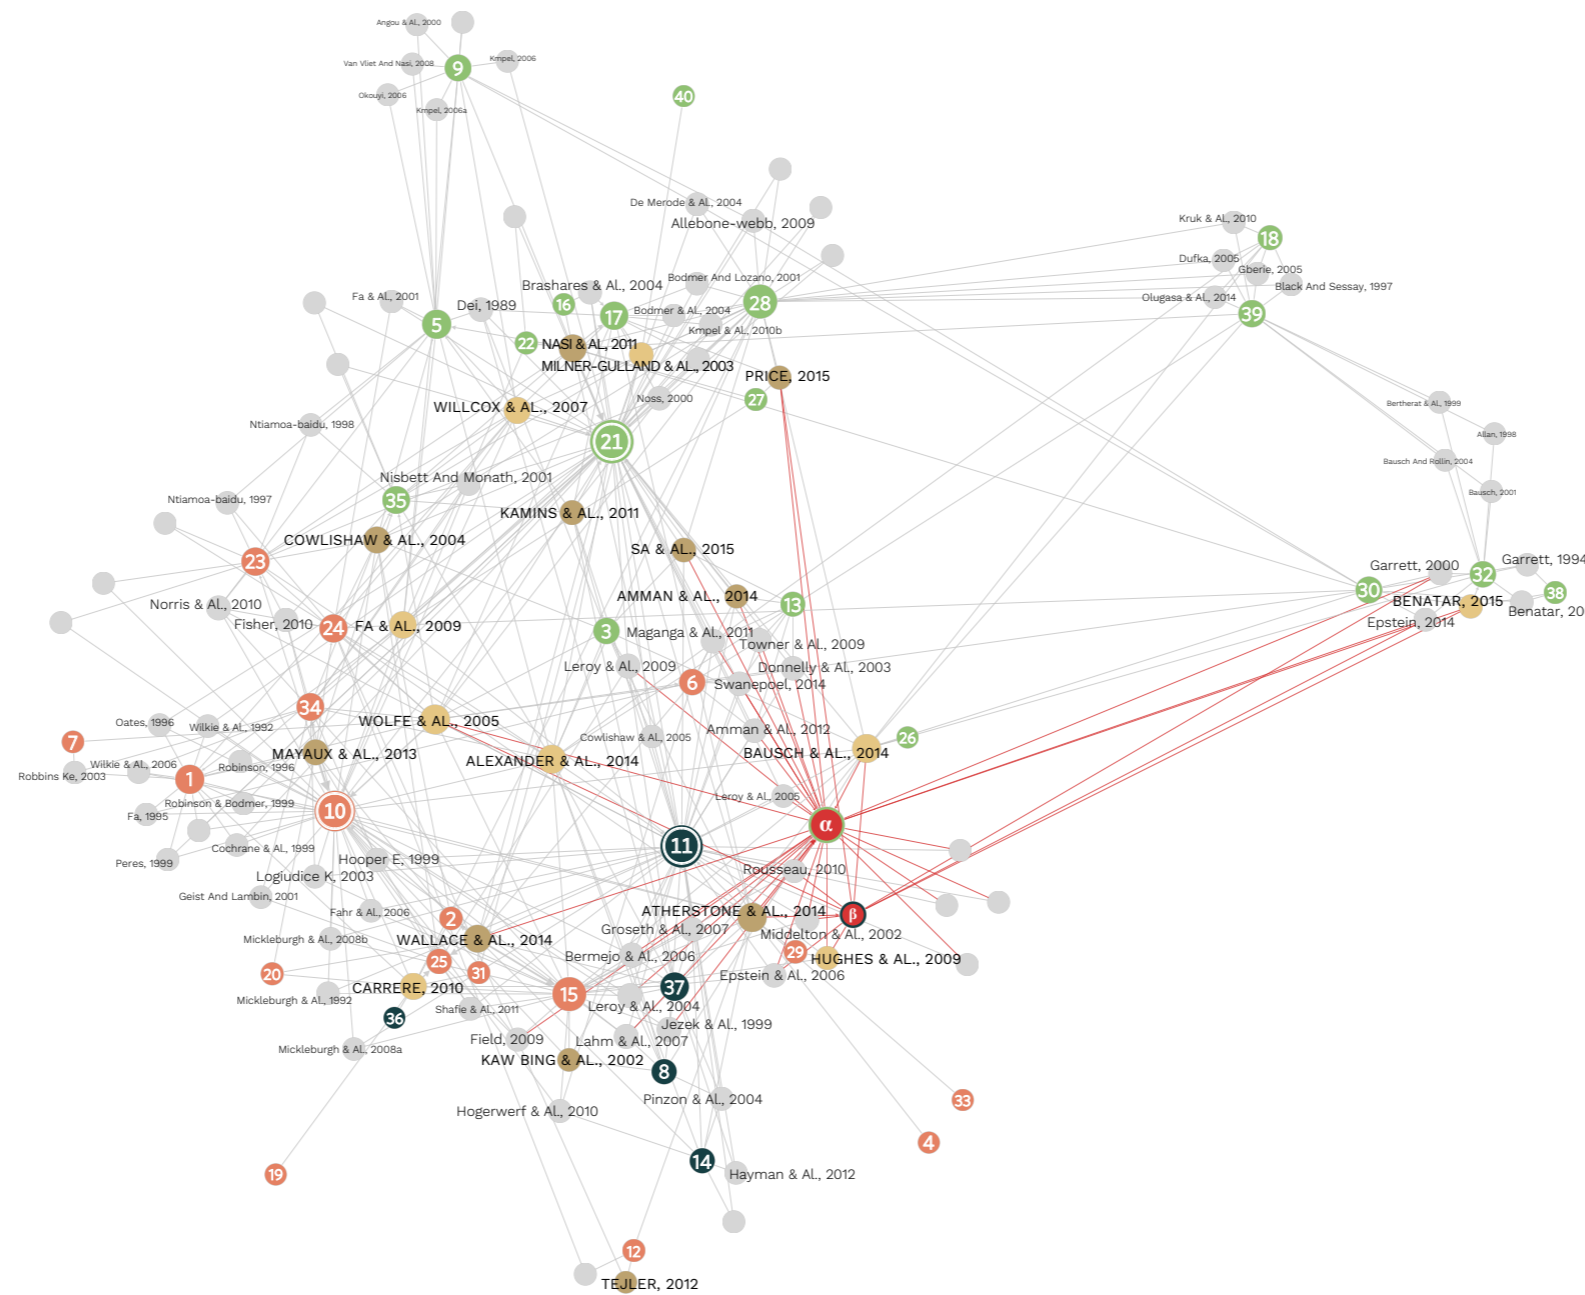 Angou & Al., 2000
Van Vliet And Nasi, 2008
9
Kmpel, 2006
Okouyi, 2006
Kmpel, 2006a
40
De Merode & Al., 2004
Allebone-webb, 2009
Kruk & Al., 2010
18
Dufka, 2005
Gberie, 2005
Black And Sessay, 1997
Olugasa & Al., 2014
39
Bodmer And Lozano, 2001
Brashares & Al., 2004
Fa & Al., 2001
Dei, 1989
16
17
28
Bodmer & Al., 2004
5
Kmpel & Al., 2010b
22
NASI & AL., 2011
MILNER-GULLAND & AL., 2003
PRICE, 2015
Noss, 2000
27
WILLCOX & AL., 2007
Bertherat & Al., 1999
Ntiamoa-baidu, 1998
21
Allan, 1998
Bausch And Rollin, 2004
Nisbett And Monath, 2001
Bausch, 2001
Ntiamoa-baidu, 1997
35
KAMINS & AL., 2011
COWLISHAW & AL., 2004
SA & AL., 2015
23
Garrett, 2000
32
Garrett, 1994
30
38
AMMAN & AL., 2014
13
BENATAR, 2015
Benatar, 20
Norris & Al., 2010
Epstein, 2014
Fisher, 2010
24
FA & AL., 2009
3
Maganga & Al., 2011
Towner & Al., 2009
Leroy & Al., 2009
Donnelly & Al., 2003
6
Swanepoel, 2014
34
WOLFE & AL., 2005
Oates, 1996
Wilkie & Al., 1992
Amman & Al., 2012
Cowlishaw & Al., 2005
26
7
MAYAUX & AL., 2013
BAUSCH & AL., 2014
ALEXANDER & AL., 2014
Wilkie & Al., 2006
Robinson, 1996
Robbins Ke, 2003
1
Leroy & Al., 2005
Robinson & Bodmer, 1999
10
Fa, 1995
α
11
Cochrane & Al., 1999
Hooper E, 1999
Peres, 1999
Rousseau, 2010
Logiudice K, 2003
Geist And Lambin, 2001
Fahr & Al., 2006
2
ATHERSTONE & AL., 2014
β
Groseth & Al., 2007
Middelton & Al., 2002
Mickleburgh & Al., 2008b
WALLACE & AL., 2014
29
Bermejo & Al., 2006
HUGHES & AL., 2009
25
20
31
Epstein & Al., 2006
CARRERE, 2010
15
37
Mickleburgh & Al., 1992
Shafie & Al., 2011
Leroy & Al., 2004
36
Jezek & Al., 1999
Field, 2009
Lahm & Al., 2007
Mickleburgh & Al., 2008a
KAW BING & AL., 2002
8
Pinzon & Al., 2004
33
Hogerwerf & Al., 2010
4
14
19
Hayman & Al., 2012
12
TEJLER, 2012